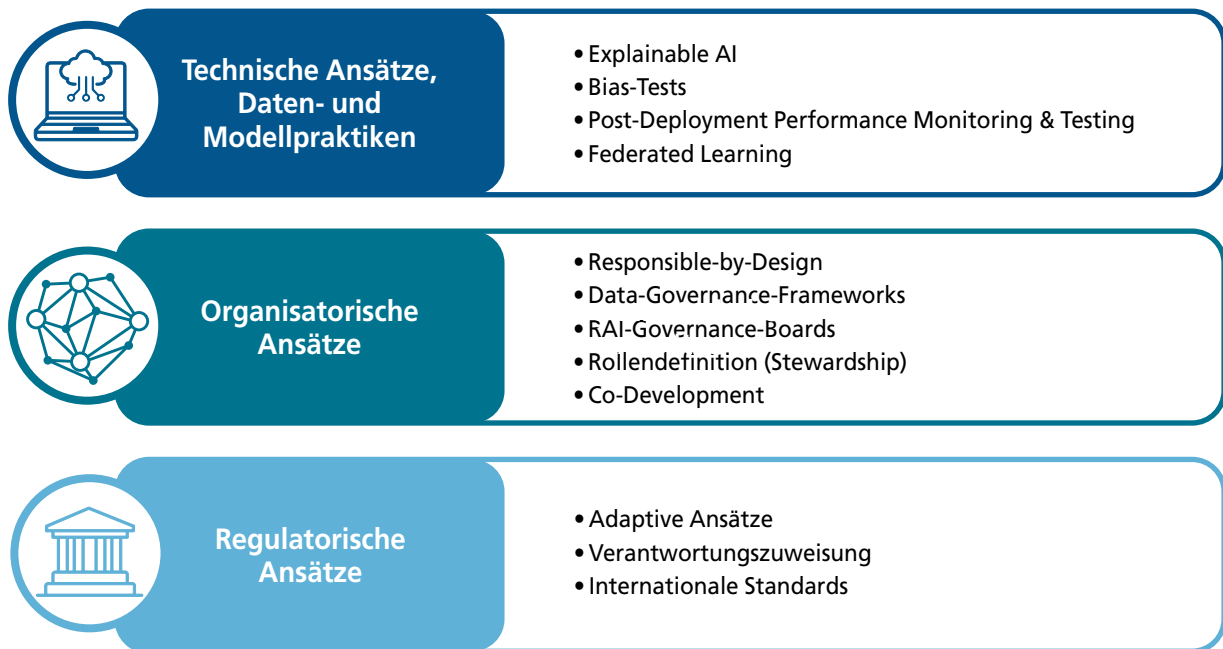 Technische Ansätze,
Daten- und
Modellpraktiken
• Explainable AI
• Bias-Tests
• Post-Deployment Performance Monitoring & Testing
• Federated Learning
Organisatorische
Ansätze
• Responsible-by-Design
• Data-Governance-Frameworks
• RAI-Governance-Boards
• Rollendefinition (Stewardship)
• Co-Development
Regulatorische
Ansätze
• Adaptive Ansätze
• Verantwortungszuweisung
• Internationale Standards